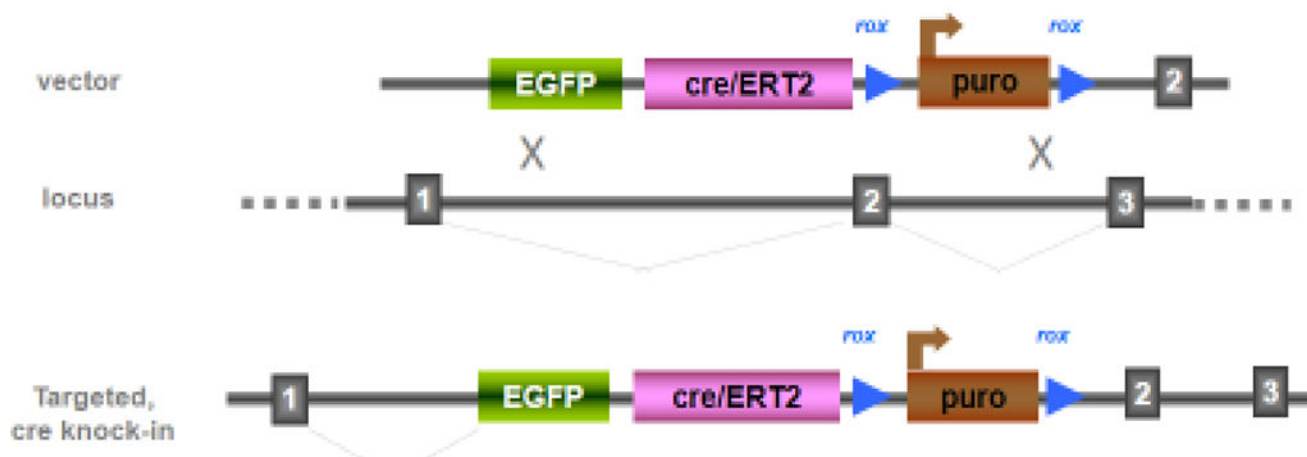 rox rox
vector EGFP cre/ERT2 puro 2
X X
locus 1 2 3
rox rox
Targeted, 1 EGFP cre/ERT2 puro 2 3
cre knock-in